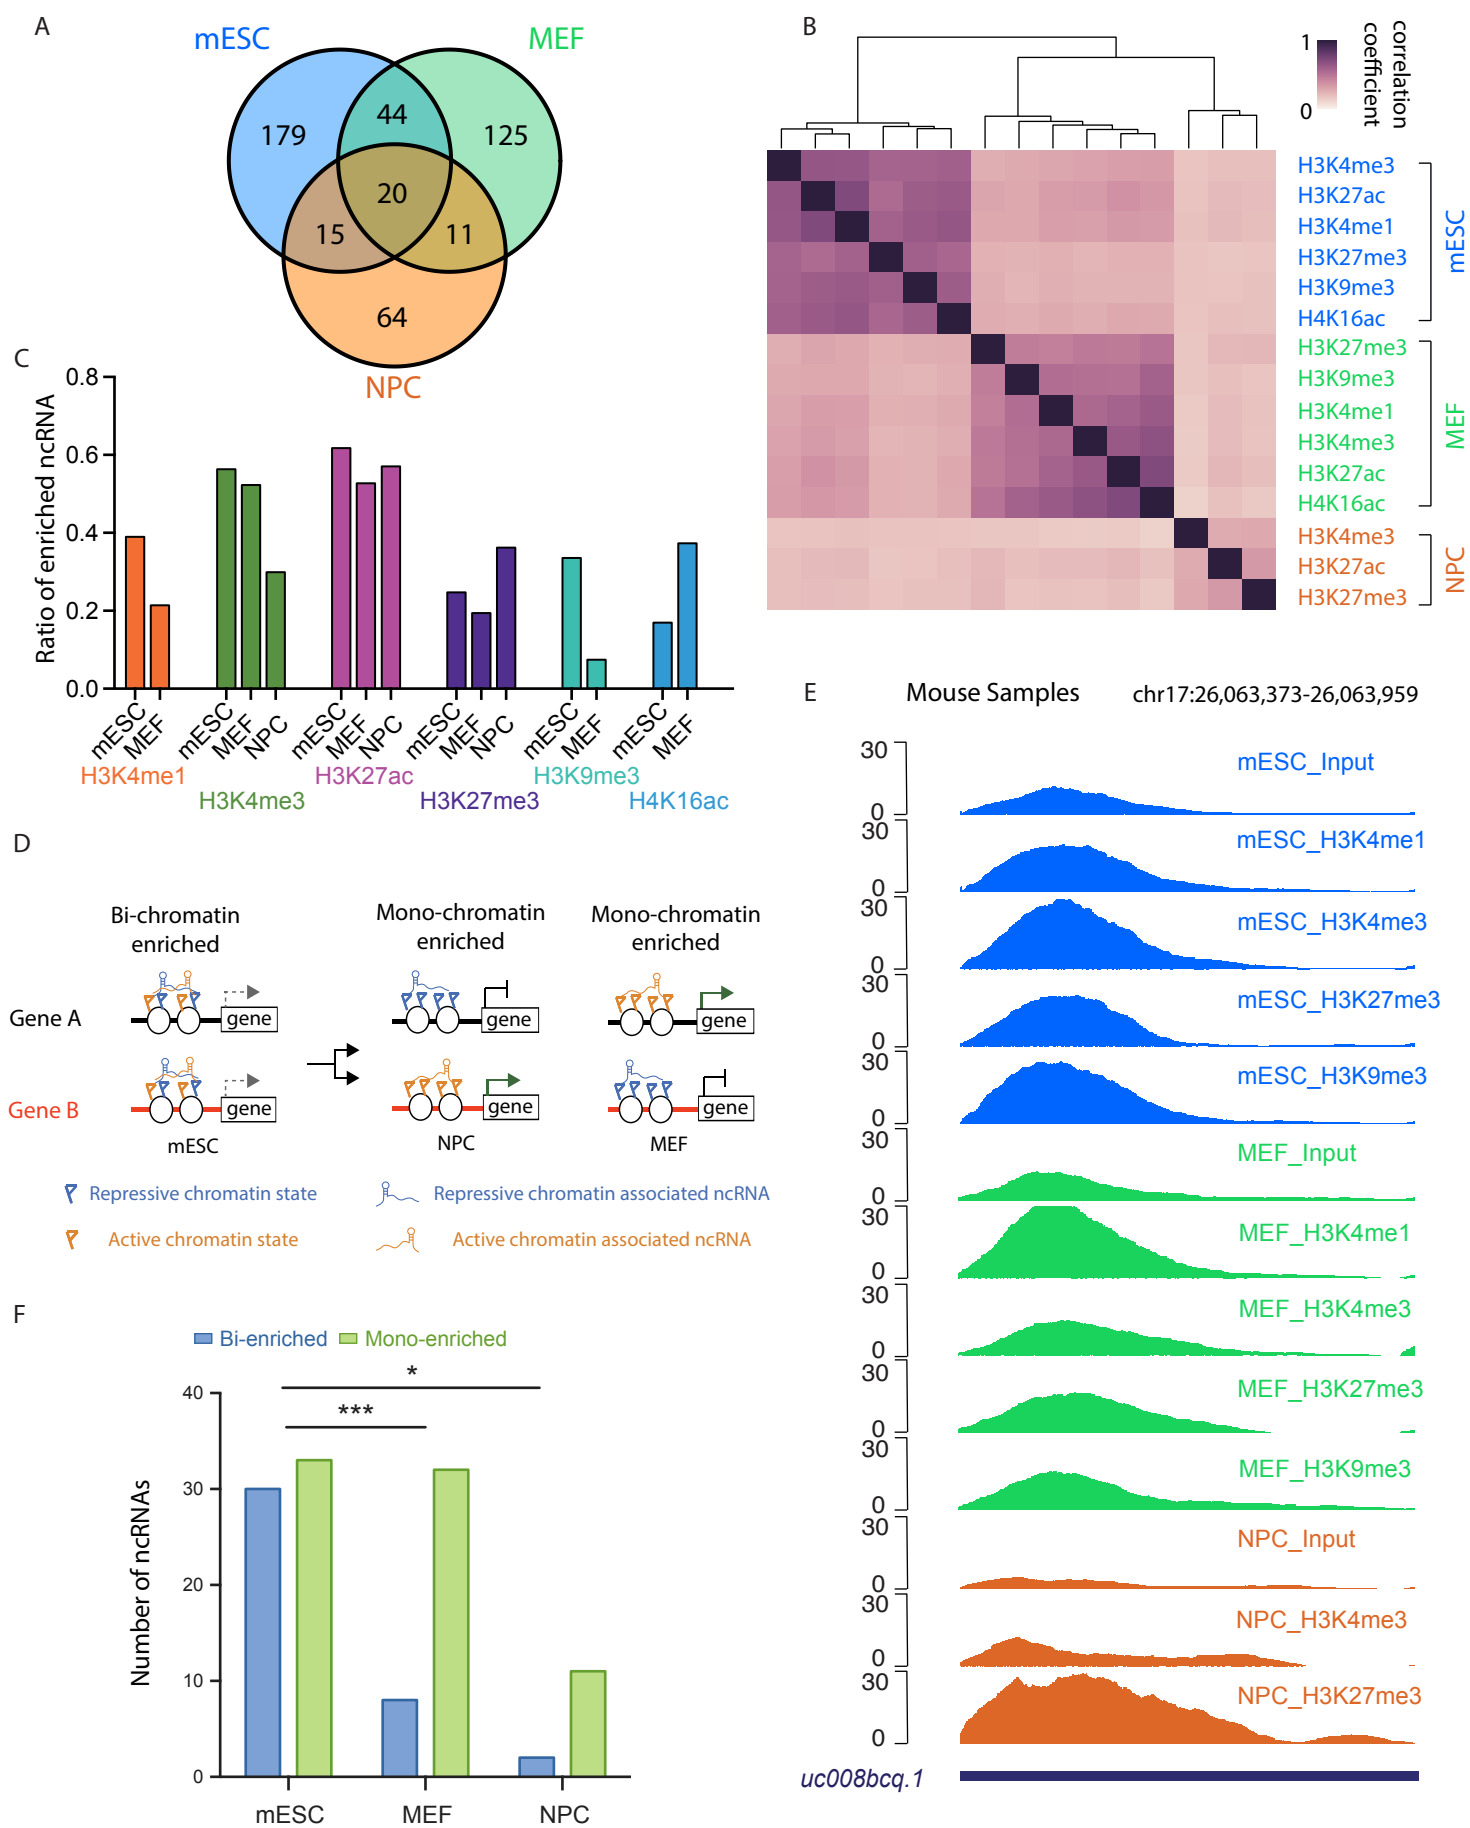 A
mESC
MEF
179
44
125
20
15
11
64
NPC
B
1
0
correlation
coefficient
H3K4me3
H3K27ac
H3K4me1
H3K27me3
H3K9me3
H4K16ac
mESC
H3K27me3
H3K9me3
H3K4me1
H3K4me3
H3K27ac
H4K16ac
MEF
H3K4me3
H3K27ac
H3K27me3
NPC
C
Ratio of enriched ncRNA
0.8
0.6
0.4
0.2
0.0
mESC
MEF
mESC
MEF
NPC
mESC
MEF
NPC
mESC
MEF
NPC
mESC
MEF
mESC
MEF
H3K4me1
H3K4me3
H3K27ac
H3K27me3
H3K9me3
H4K16ac
D
Bi-chromatin
enriched
Mono-chromatin
enriched
Mono-chromatin
enriched
Gene A
gene
gene
gene
Gene B
gene
gene
gene
mESC
NPC
MEF
Repressive chromatin state
Repressive chromatin associated ncRNA
Active chromatin state
Active chromatin associated ncRNA
E
Mouse Samples
chr17:26,063,373-26,063,959
30
0
mESC_Input
30
0
mESC_H3K4me1
30
0
mESC_H3K4me3
30
0
mESC_H3K27me3
30
0
mESC_H3K9me3
30
0
MEF_Input
30
0
MEF_H3K4me1
30
0
MEF_H3K4me3
30
0
MEF_H3K27me3
30
0
MEF_H3K9me3
30
0
NPC_Input
30
0
NPC_H3K4me3
30
0
NPC_H3K27me3
uc008bcq.1
F
Bi-enriched
Mono-enriched
*
***
Number of ncRNAs
40
30
20
10
0
mESC
MEF
NPC